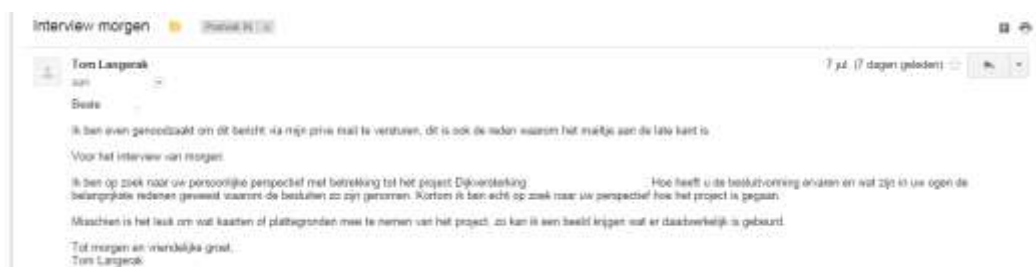 Interview morgen
Tom Langerak
7 jul. (7 dagen geleden)
aan
Beste
Ik ben even genoodzaakt om dit bericht via mijn prive mail te versturen, dit is ook de reden waarom het mailtje aan de late kant is.
Voor het interview van morgen:
Ik ben op zoek naar uw persoonlijke perspectief met betrekking tot het project Dijkversterking . Hoe heeft u de besluitvorming ervaren en wat zijn in uw ogen de
belangrijkste redenen geweest waarom de besluiten zo zijn genomen. Kortom ik ben echt op zoek naar uw perspectief hoe het project is gegaan.
Misschien is het leuk om wat kaarten of plattegronden mee te nemen van het project, zo kan ik een beeld krijgen wat er daadwerkelijk is gebeurd.
Tot morgen en vriendelijke groet,
Tom Langerak